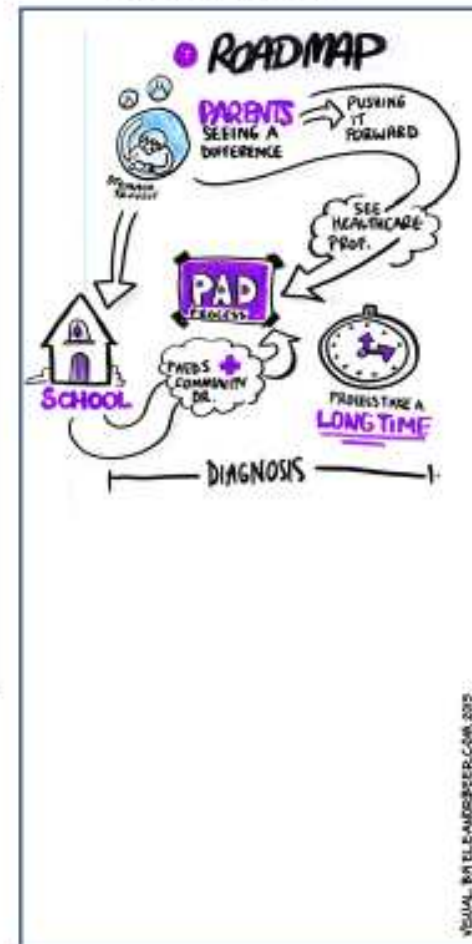 ROADMAP
PARENTS
SEEING A
DIFFERENCE
PUSHING
IT
FORWARD
SEE
HEALTHCARE
PROF.
PAD
PROCESS
SCHOOL
PAEDS
COMMUNITY
DR.
PROCESS TAKE A
LONG TIME
DIAGNOSIS